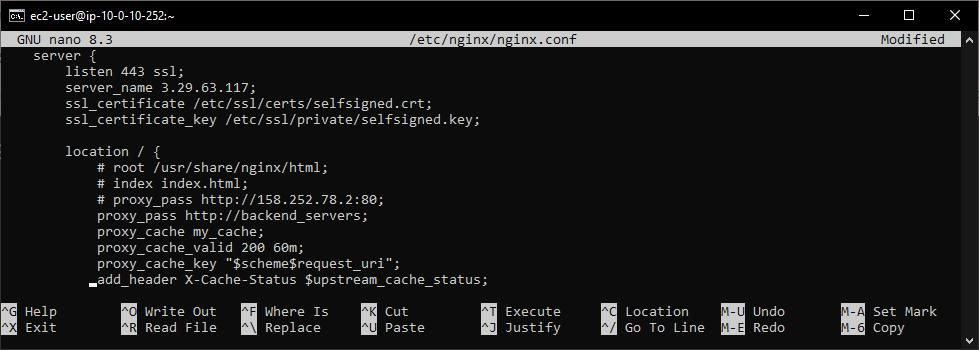 ec2-user@ip-10-0-10-252:~
GNU nano 8.3 /etc/nginx/nginx.conf Modified
server {
listen 443 ssl;
server_name 3.29.63.117;
ssl_certificate /etc/ssl/certs/selfsigned.crt;
ssl_certificate_key /etc/ssl/private/selfsigned.key;
location / {
# root /usr/share/nginx/html;
# index index.html;
# proxy_pass http://158.252.78.2:80;
proxy_pass http://backend_servers;
proxy_cache my_cache;
proxy_cache_valid 200 60m;
proxy_cache_key "$scheme$request_uri";
add_header X-Cache-Status $upstream_cache_status;
^G Help ^O Write Out ^F Where Is ^K Cut ^T Execute ^C Location M-U Undo M-A Set Mark
^X Exit ^R Read File ^\ Replace ^U Paste ^J Justify ^/ Go To Line M-E Redo M-6 Copy